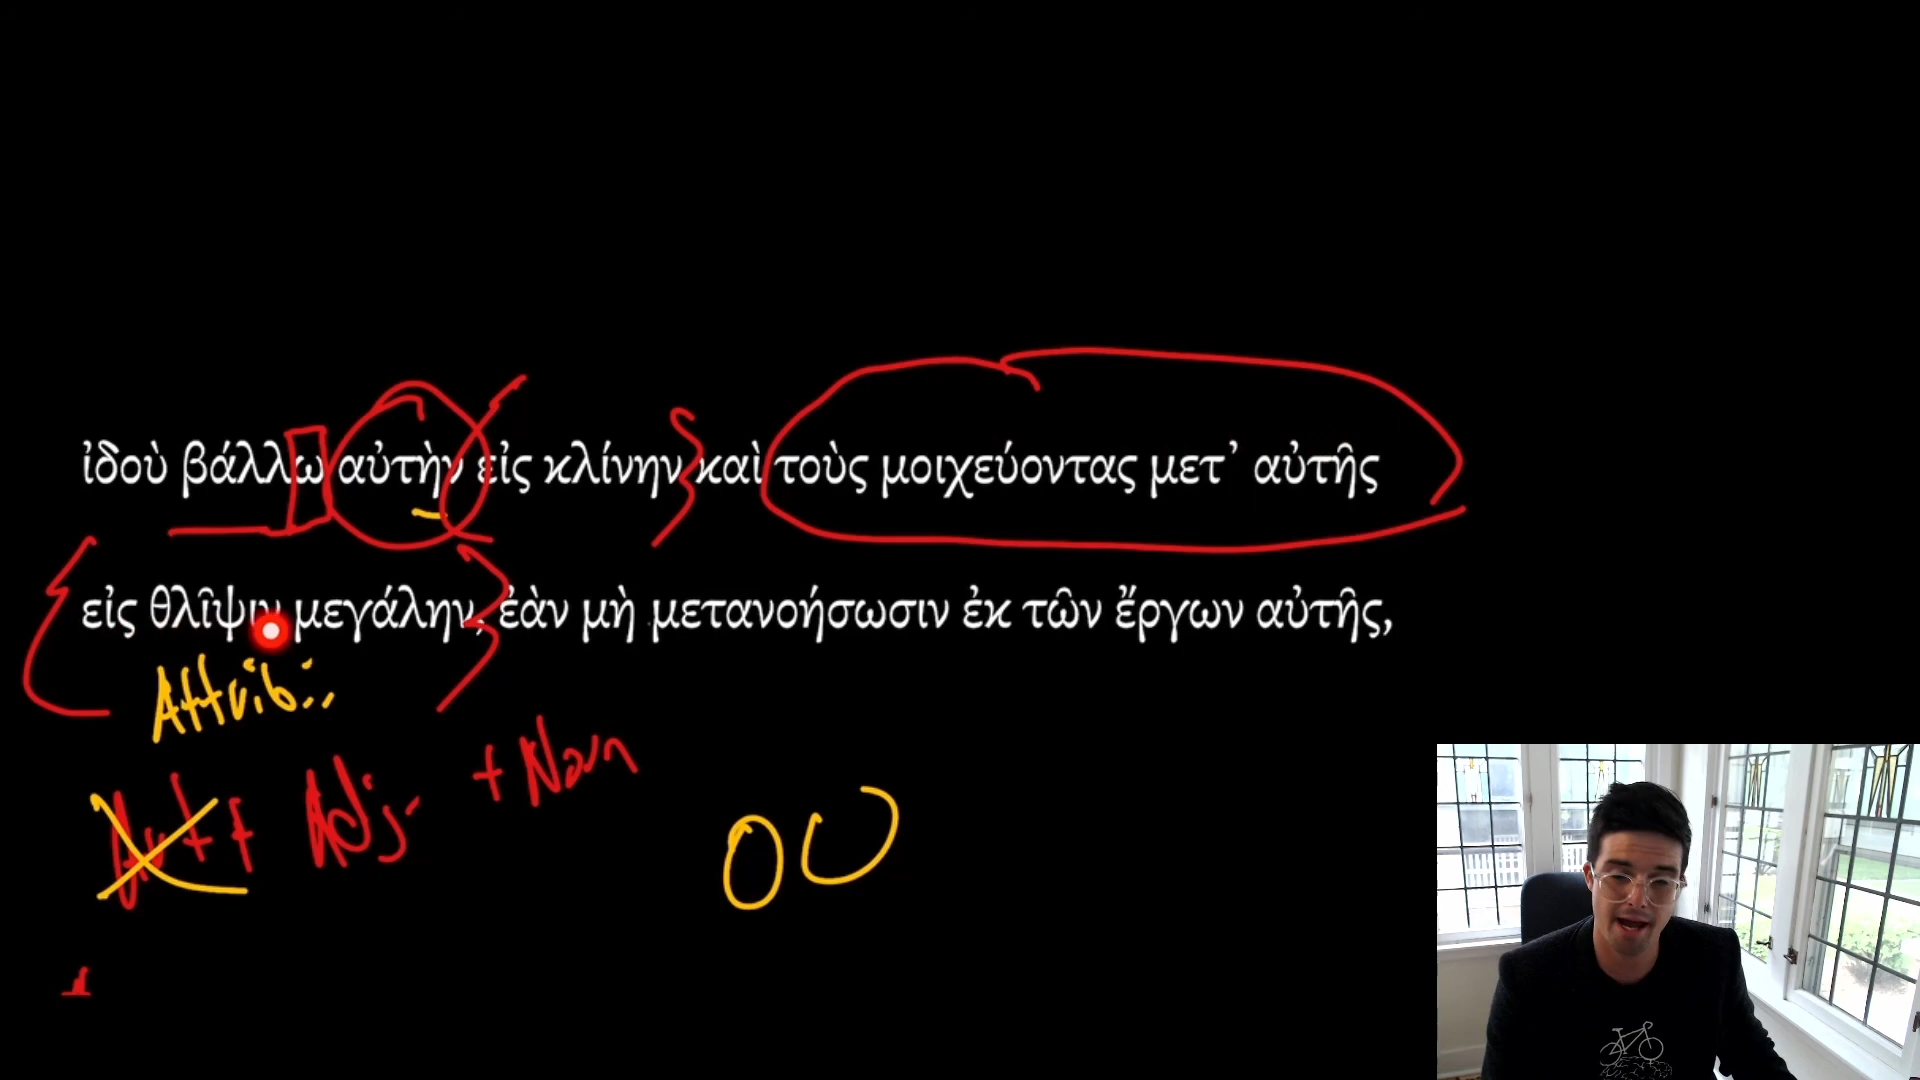 ἰδοὺ βάλλω αὐτὴν εἰς κλίνην καὶ τοὺς μοιχεύοντας μετ᾽ αὐτῆς
εἰς θλῖψιν μεγάλην, ἐὰν μὴ μετανοήσωσιν ἐκ τῶν ἔργων αὐτῆς,
Attrib:
Art + Adj. + Noun